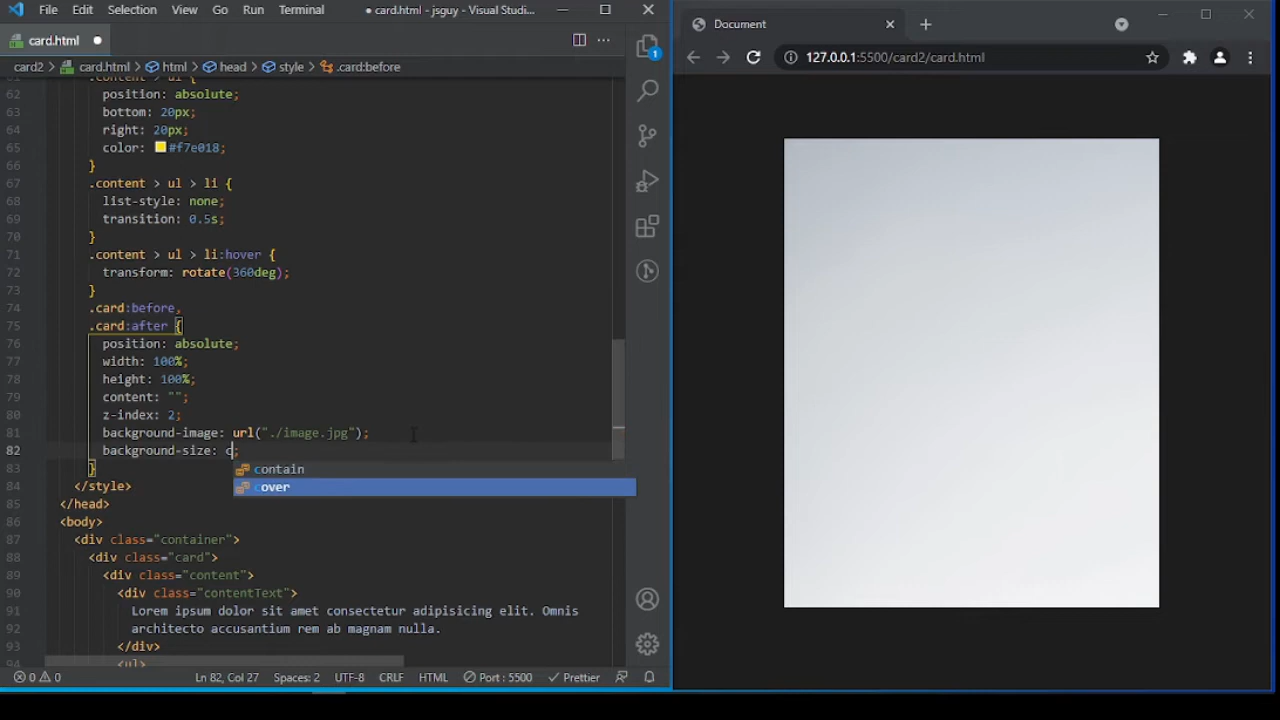 File Edit Selection View Go Run Terminal ● card.html - jsguy - Visual Studi...
card.html ●
card2 > card.html > html > head > style > .card:before
.content > ul {
62 position: absolute;
63 bottom: 20px;
64 right: 20px;
65 color: #f7e018;
66 }
67 .content > ul > li {
68 list-style: none;
69 transition: 0.5s;
70 }
71 .content > ul > li:hover {
72 transform: rotate(360deg);
73 }
74 .card:before,
75 .card:after {
76 position: absolute;
77 width: 100%;
78 height: 100%;
79 content: "";
80 z-index: 2;
81 background-image: url("./image.jpg");
82 background-size: c;
contain
cover
83 }
84 </style>
85 </head>
86 <body>
87 <div class="container">
88 <div class="card">
89 <div class="content">
90 <div class="contentText">
91 Lorem ipsum dolor sit amet consectetur adipisicing elit. Omnis
92 architecto accusantium rem ab magnam nulla.
93 </div>
94 <ul>
0 0 Ln 82, Col 27 Spaces: 2 UTF-8 CRLF HTML Port : 5500 Prettier
1
Document
127.0.0.1:5500/card2/card.html